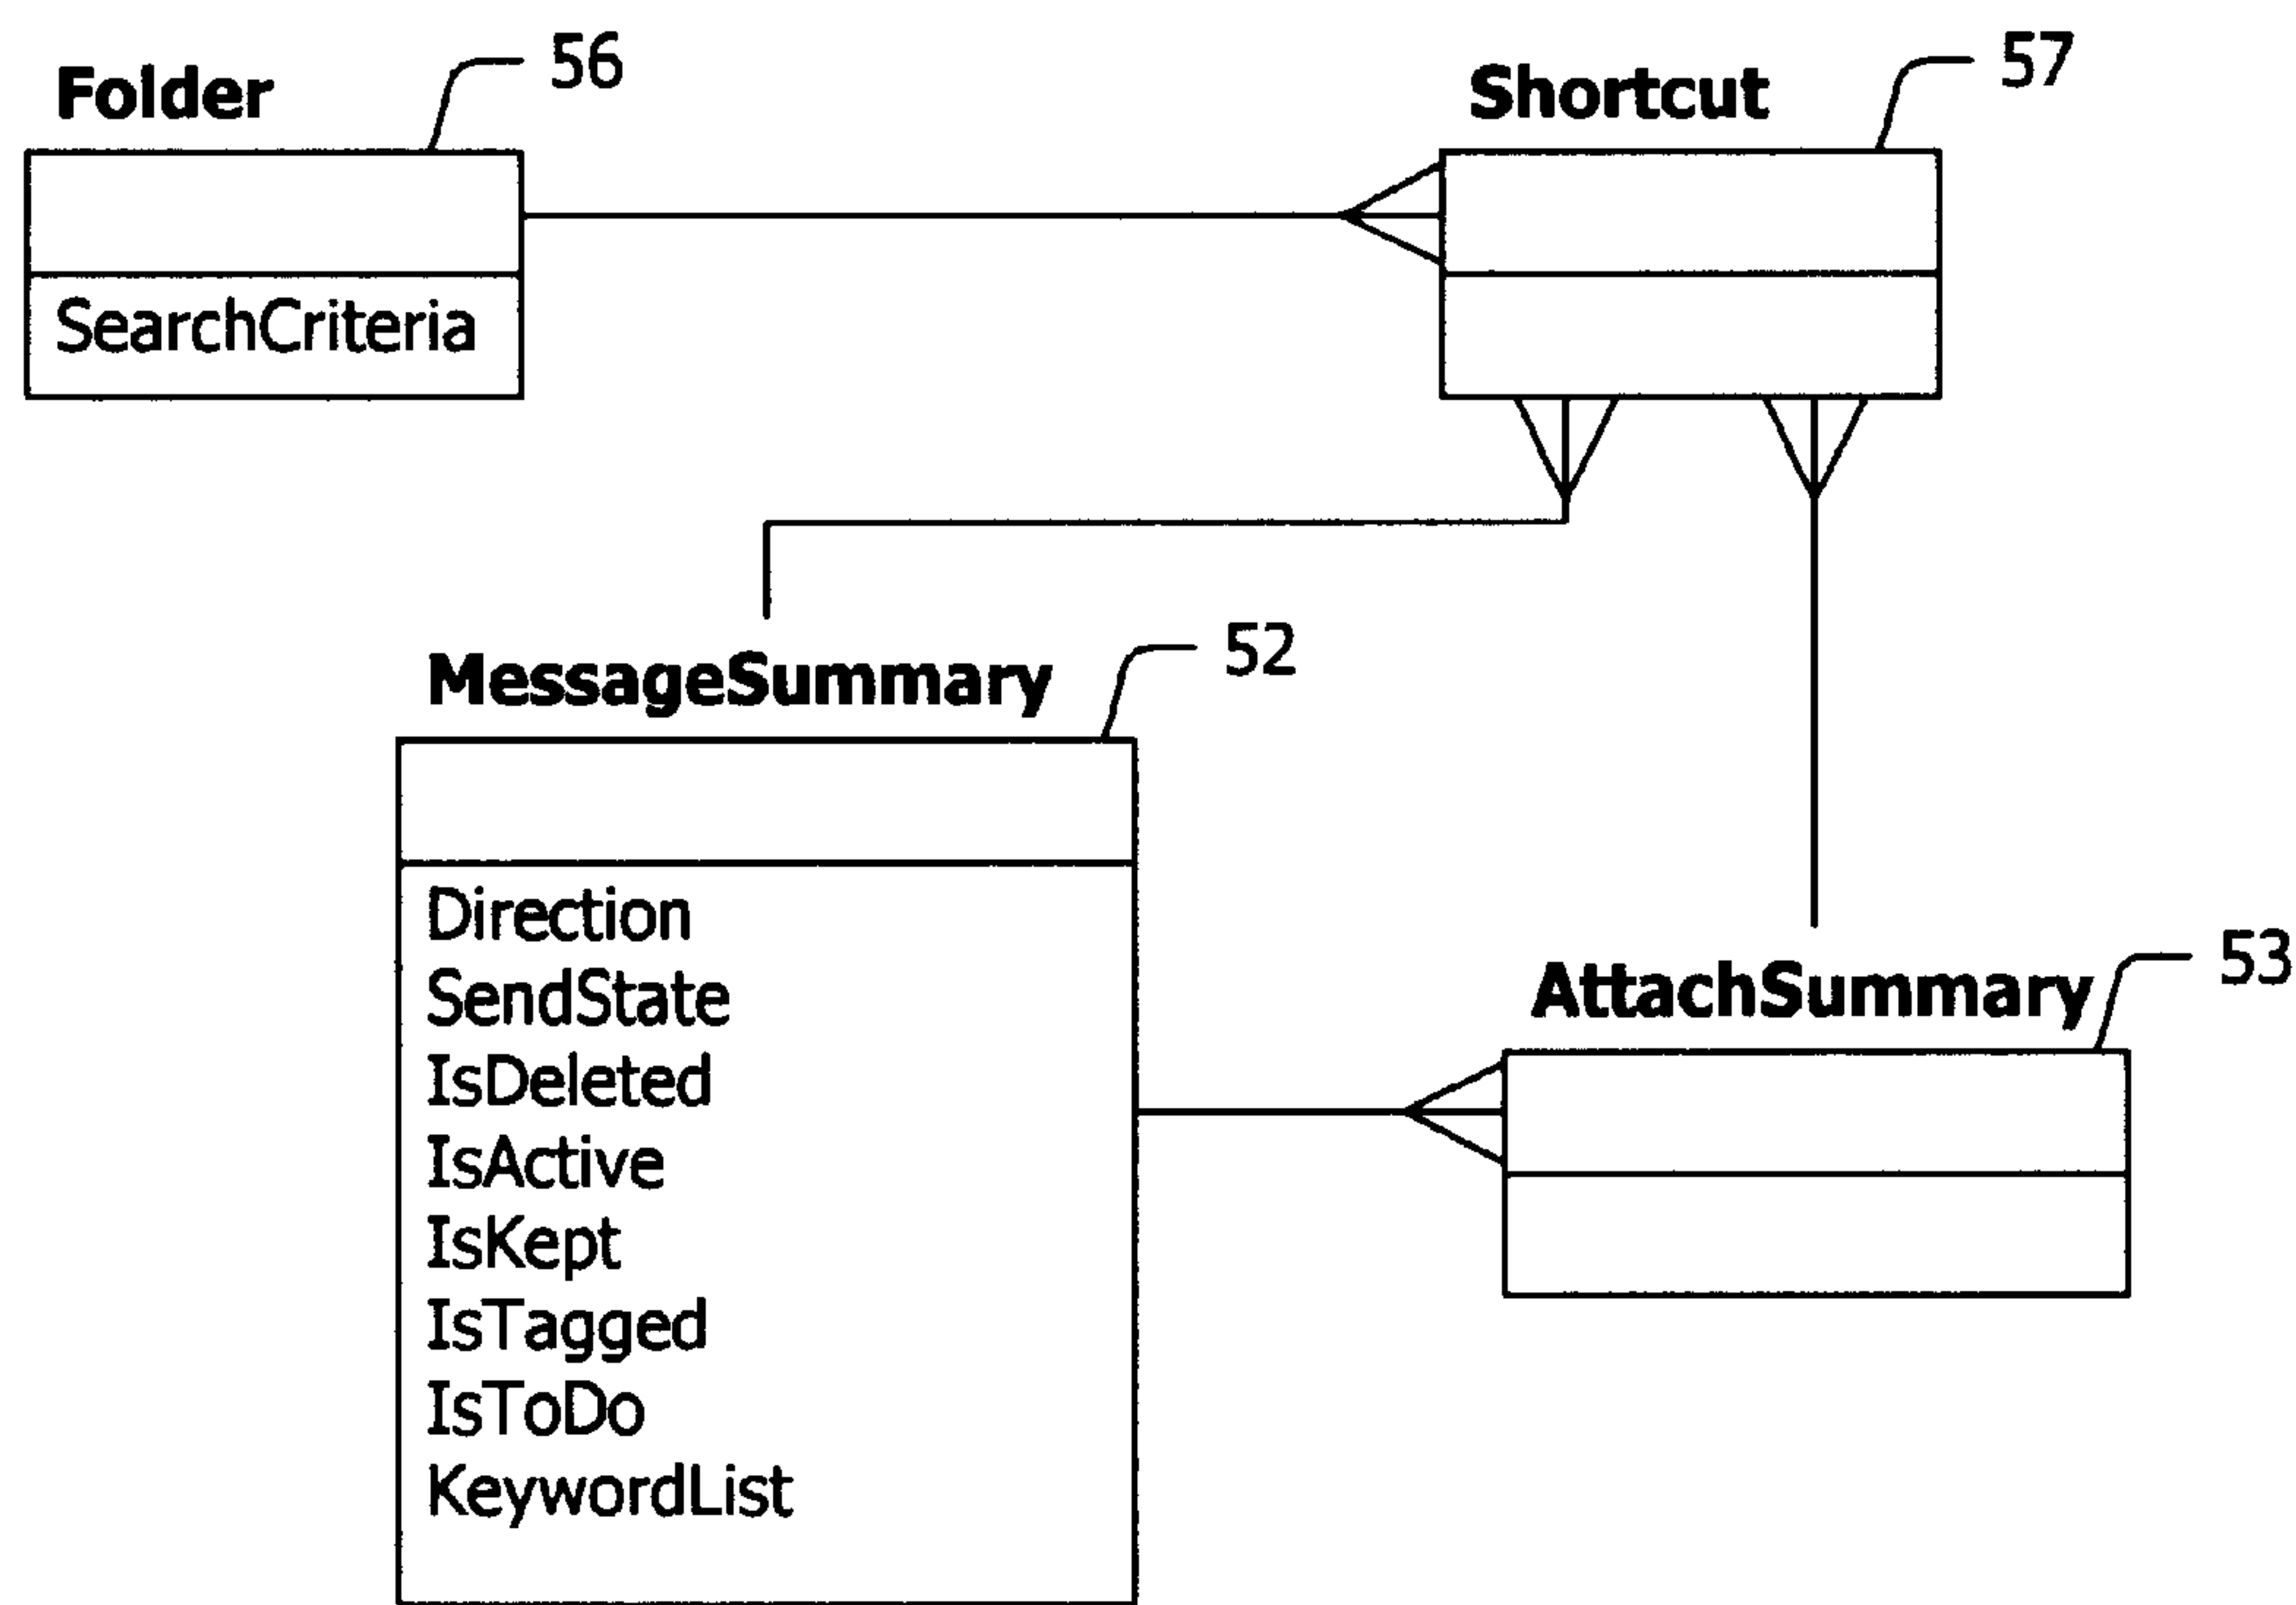 Folder
56
Shortcut
57
SearchCriteria
MessageSummary
52
Direction
SendState
IsDeleted
IsActive
IsKept
IsTagged
IsToDo
KeywordList
AttachSummary
53